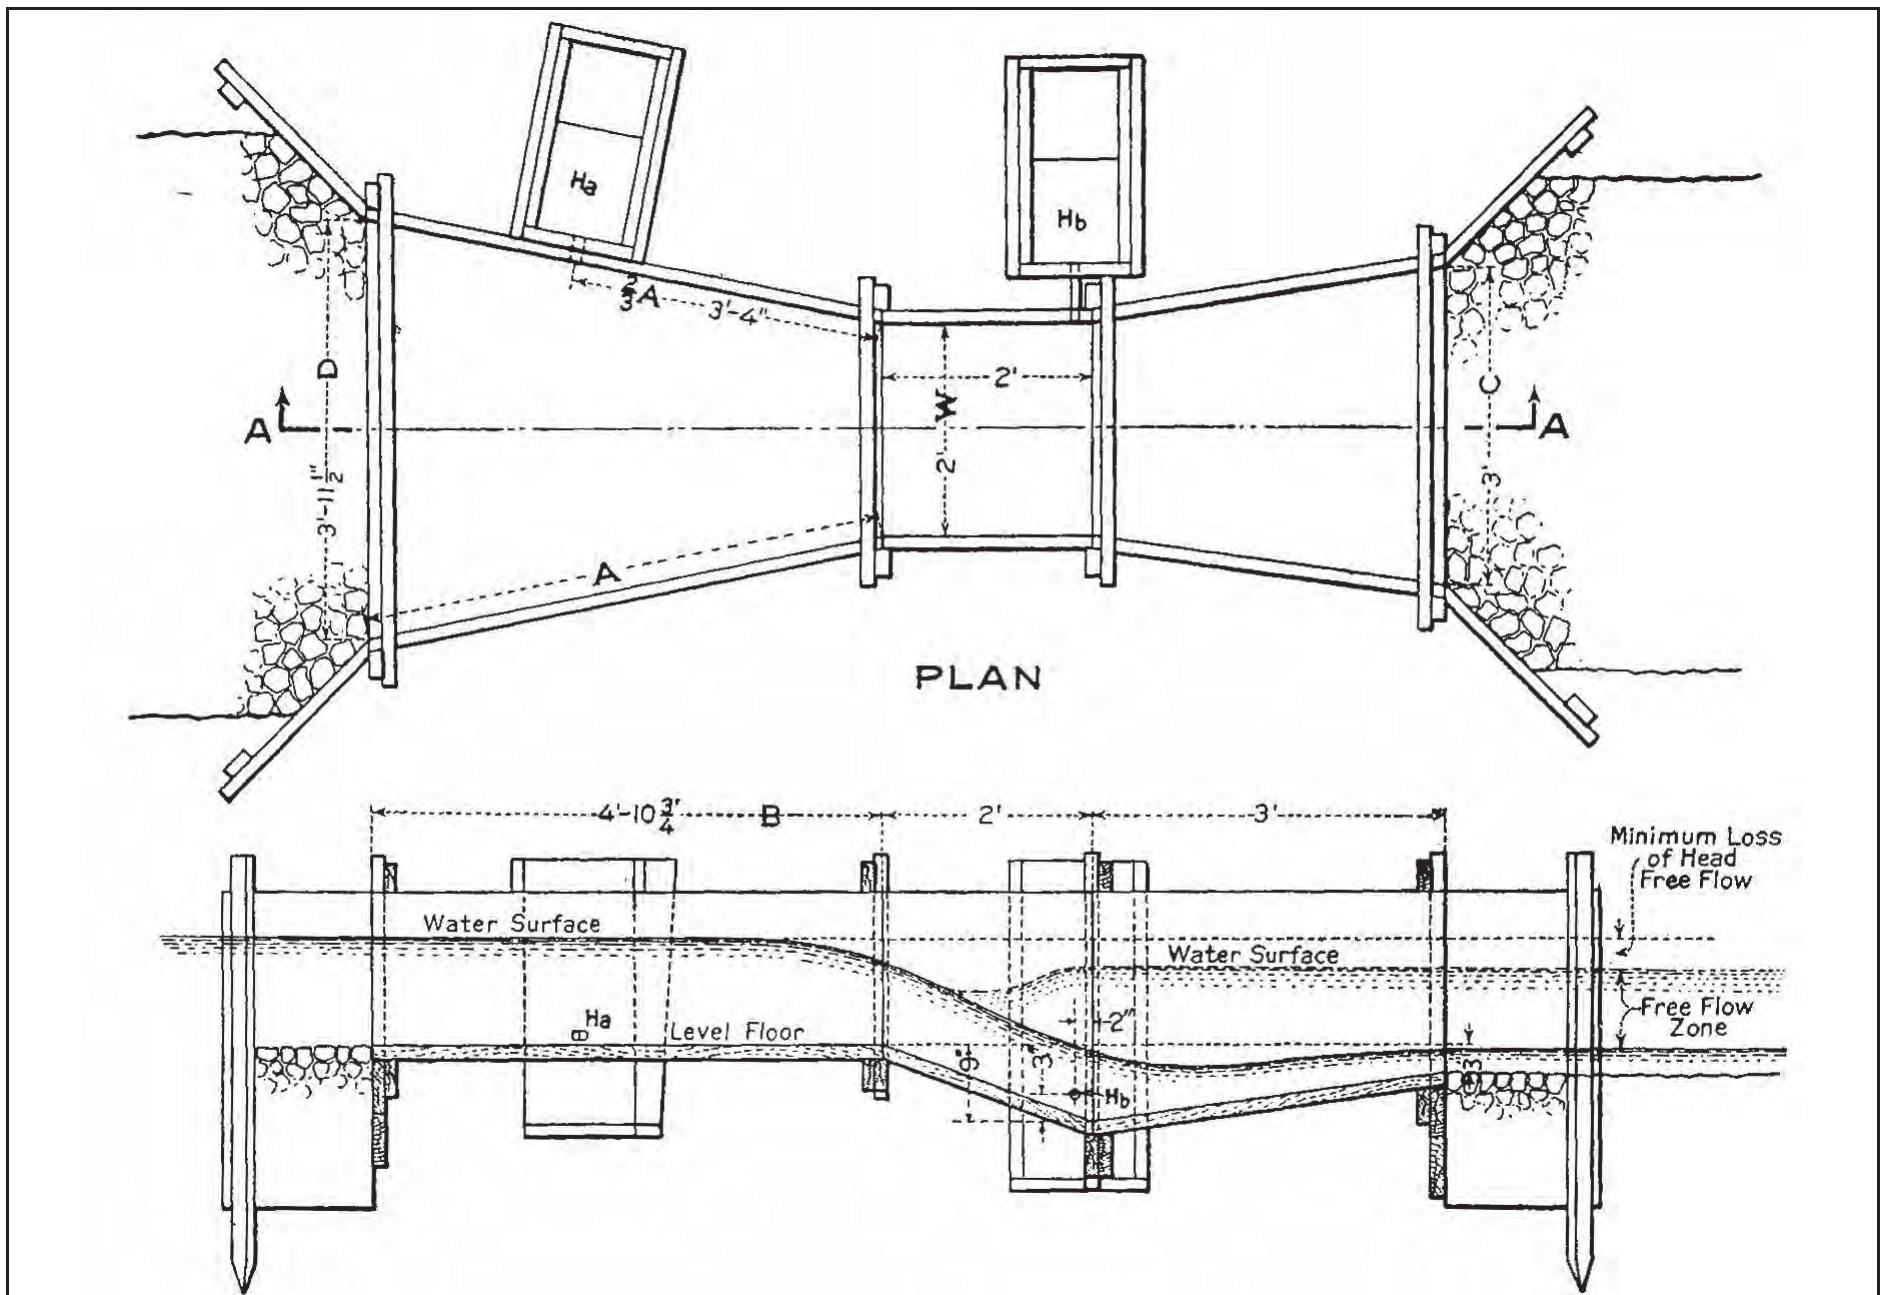 Ha
Hb
2/3 A
3'-4"
D
2'
W
C
A
A
2'
3'
3'-11 1/2"
A
PLAN
4'-10 3/4'
B
2'
3'
Minimum Loss
of Head
Free Flow
Water Surface
Water Surface
2"
Free Flow
Zone
Ha
Level Floor
9"
3"
3"
Hb